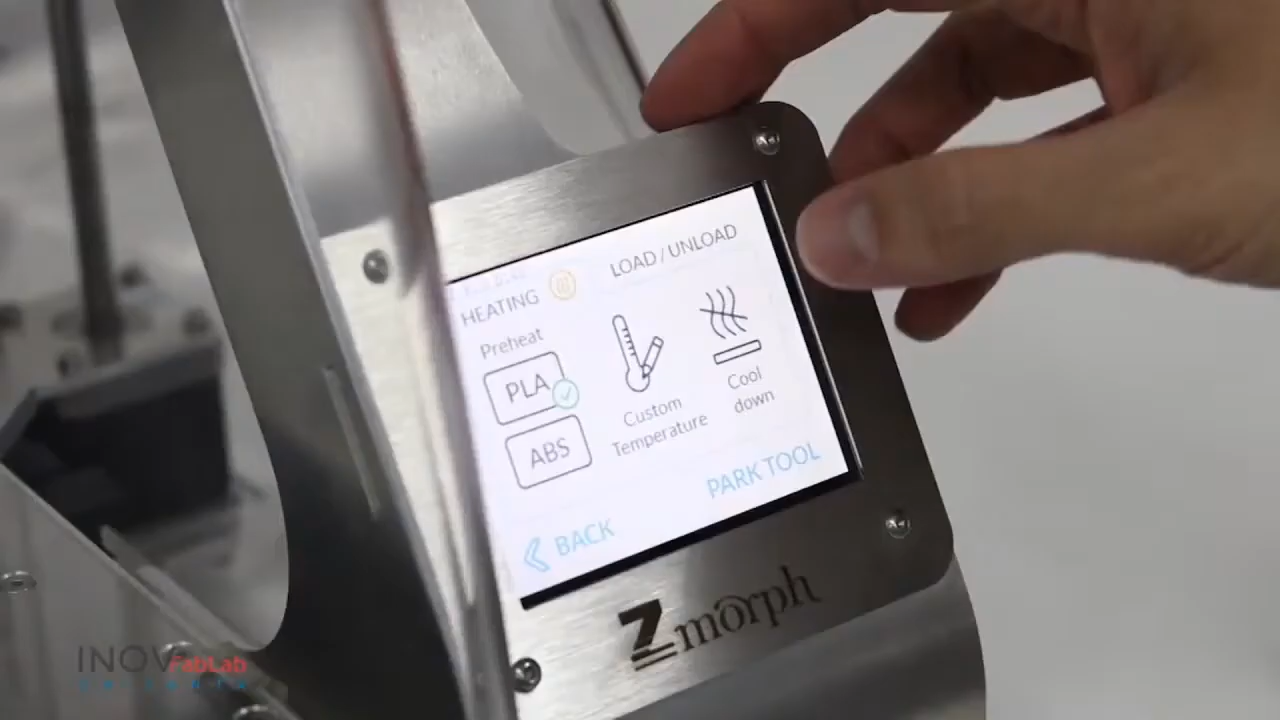 LOAD / UNLOAD
HEATING
Preheat
PLA
ABS
Custom
Temperature
Cool
down
PARK TOOL
BACK
Zmorph
INOV
FabLab